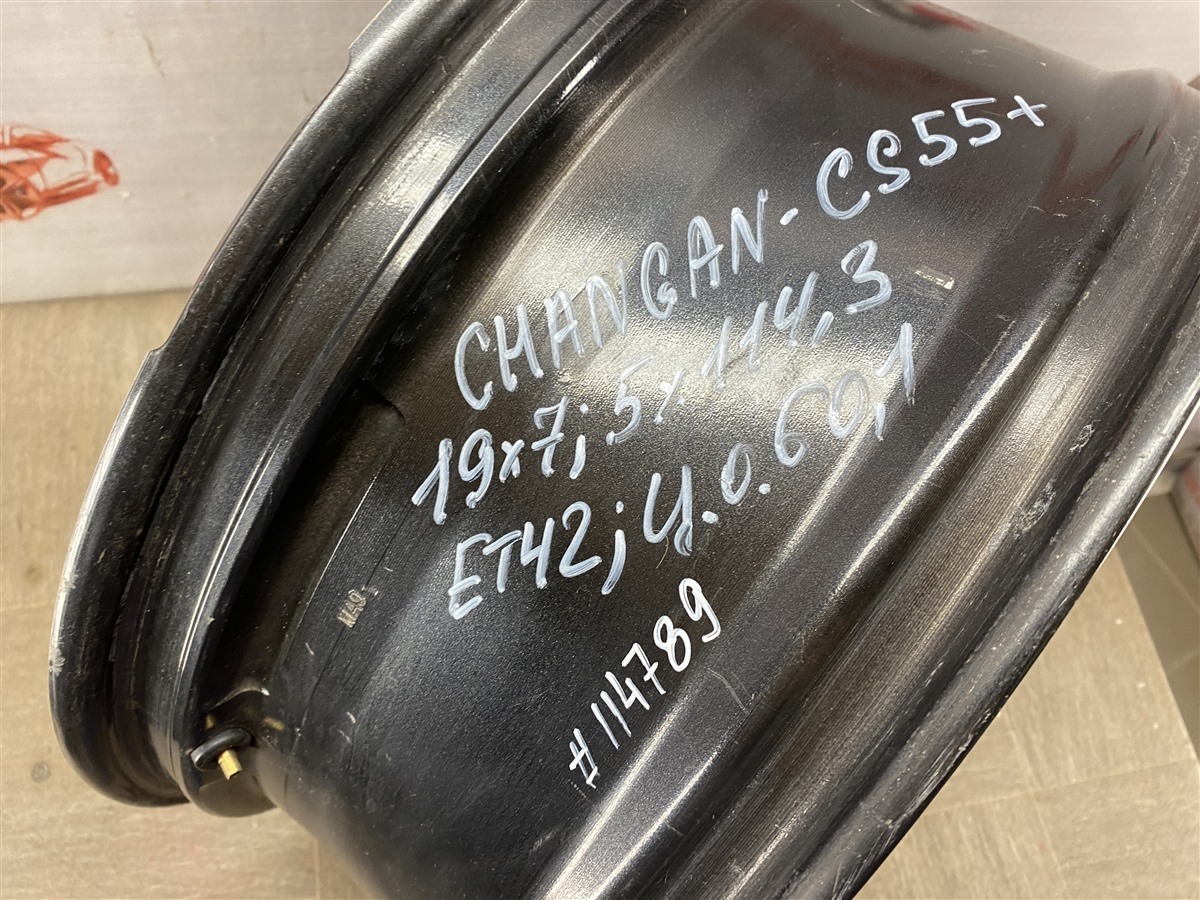 CHANGAN - CS55+
19x7; 5x114,3
ET42; Ц.О.60,1
#114789